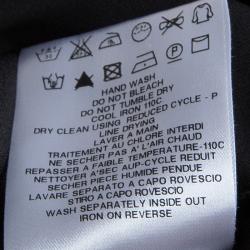 HAND WASH
DO NOT BLEACH
DO NOT TUMBLE DRY
COOL IRON 110C
DRY CLEAN USING REDUCED CYCLE - P
LINE DRYING
LAVER A MAIN
TRAITEMENT AU CHLORE INTERDI
NE SECHER PAS A'L AIR CHAUD
REPASSER A FAIBLE TEMPERATURE-110C
NETTOYER A'SEC AUP-CYCLE REDUIT
SECHER PIECE HUMIDE PENDUE
LAVARE SEPARATO A CAPO ROVESCIO
STIRO A CAPO ROVESCIO
WASH SEPARATELY INSIDE OUT
IRON ON REVERSE